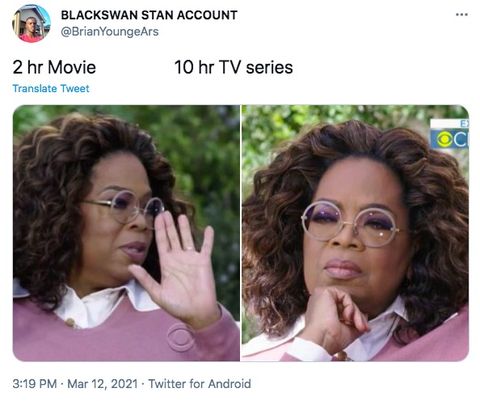 BLACKSWAN STAN ACCOUNT
@BrianYoungeArs
2 hr Movie 10 hr TV series
Translate Tweet
3:19 PM · Mar 12, 2021 · Twitter for Android